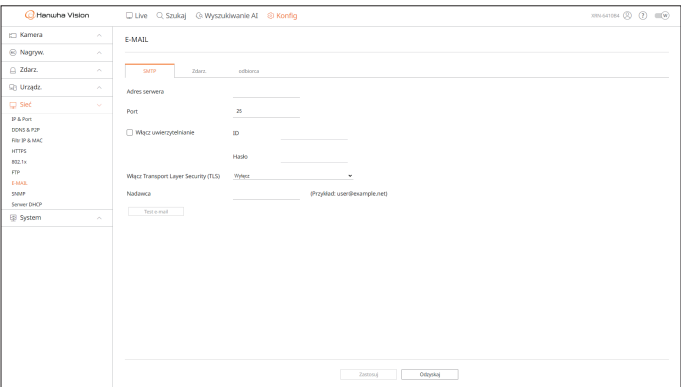 Hanwha Vision
Live Szukaj Wyszukiwanie AI Konfig
Kamera
Nagryw.
Zdarz.
Urządz.
Sieć
IP & Port
DDNS & P2P
Filtr IP & MAC
HTTPS
802.1x
FTP
E-MAIL
SNMP
Serwer DHCP
System
E-MAIL
SMTP Zdarz. odbiorca
Adres serwera
Port 25
Włącz uwierzytelnianie ID
Hasło
Włącz Transport Layer Security (TLS) Wyłącz
Nadawca (Przykład: user@example.net)
Test e-mail
Zastosuj Odzyskaj